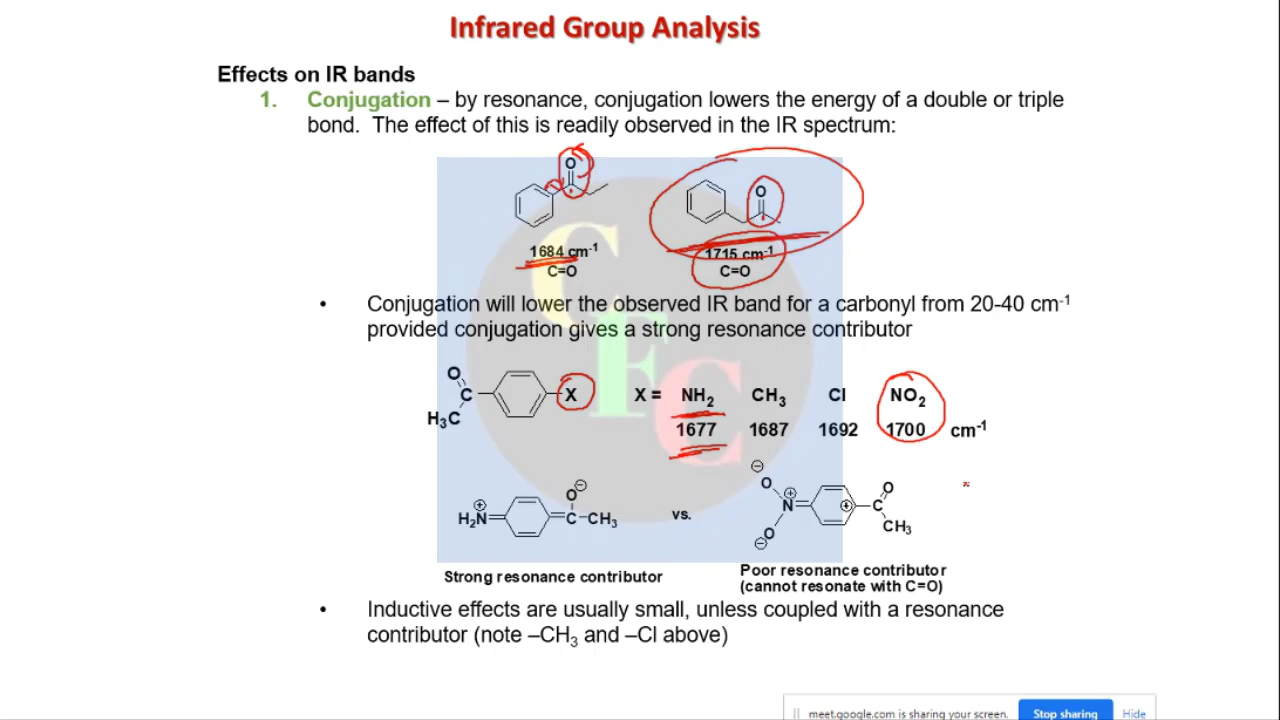 Infrared Group Analysis
Effects on IR bands
1. Conjugation – by resonance, conjugation lowers the energy of a double or triple
bond. The effect of this is readily observed in the IR spectrum:
O
O
1684 cm-1
C=O
1715 cm-1
C=O
• Conjugation will lower the observed IR band for a carbonyl from 20-40 cm-1
provided conjugation gives a strong resonance contributor
O
C
H3C
X
X = NH2 CH3 Cl NO2
1677 1687 1692 1700 cm-1
H2N
O
C-CH3
vs.
O
N
O
O
C
CH3
Strong resonance contributor
Poor resonance contributor
(cannot resonate with C=O)
• Inductive effects are usually small, unless coupled with a resonance
contributor (note –CH3 and –Cl above)
C
F
C
meet.google.com is sharing your screen. Stop sharing Hide